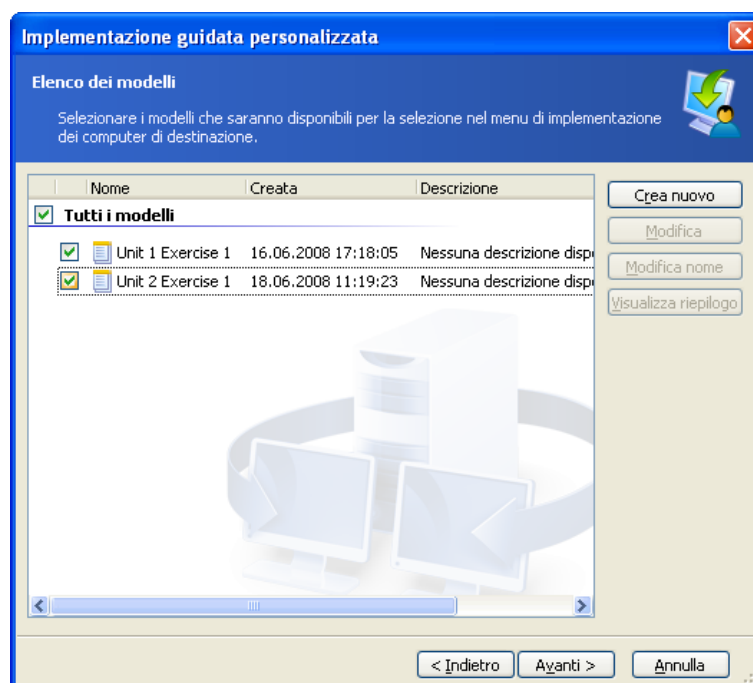 Implementazione guidata personalizzata
Elenco dei modelli
Selezionare i modelli che saranno disponibili per la selezione nel menu di implementazione
dei computer di destinazione.
Nome Creata Descrizione
Tutti i modelli
Unit 1 Exercise 1 16.06.2008 17:18:05 Nessuna descrizione disp
Unit 2 Exercise 1 18.06.2008 11:19:23 Nessuna descrizione disp
Crea nuovo
Modifica
Modifica nome
Visualizza riepilogo
< Indietro Avanti > Annulla